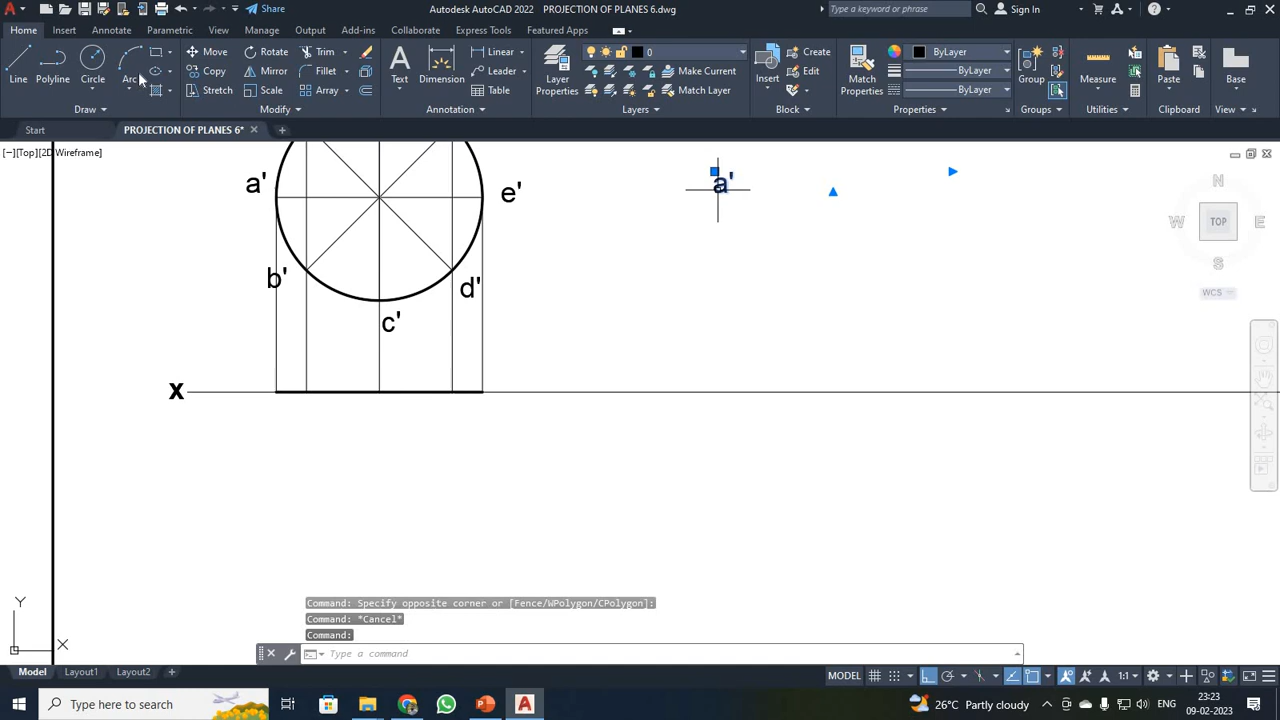 Share
Autodesk AutoCAD 2022 PROJECTION OF PLANES 6.dwg
Type a keyword or phrase
Sign In
Home Insert Annotate Parametric View Manage Output Add-ins Collaborate Express Tools Featured Apps
Line Polyline Circle Arc
Move Rotate Trim
Copy Mirror Fillet
Stretch Scale Array
Text Dimension
Linear
Leader
Table
Layer Properties
0
Make Current
Match Layer
Insert
Create
Edit
Match Properties
ByLayer
ByLayer
ByLayer
Group
Measure
Paste
Base
Draw Modify Annotation Layers Block Properties Groups Utilities Clipboard View
Start PROJECTION OF PLANES 6*
[−][Top][2D Wireframe]
a'
e'
a'
b'
d'
c'
X
N
W TOP E
S
WCS
Y
X
Command: Specify opposite corner or [Fence/WPolygon/CPolygon]:
Command: *Cancel*
Command:
Type a command
Model Layout1 Layout2
MODEL 1:1
Type here to search
26°C Partly cloudy
ENG
23:23
09-02-2023